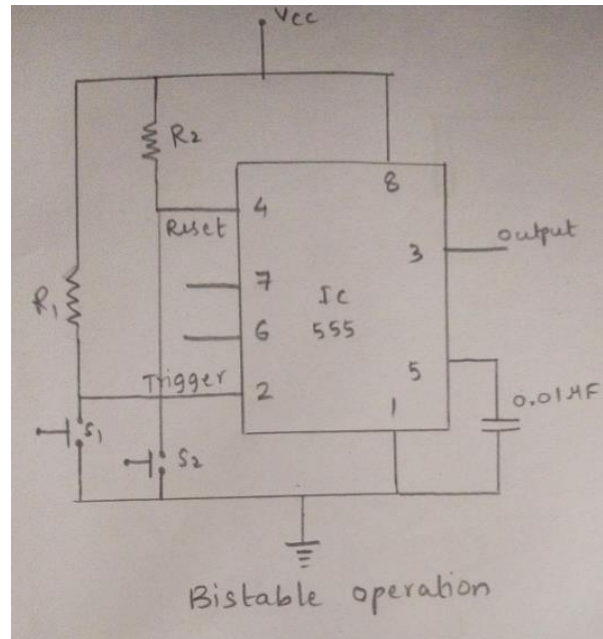 Vcc
R2
8
4
Reset
output
3
7
Ic
R1
6
555
5
Trigger
2
0.01µF
1
S1
S2
Bistable operation